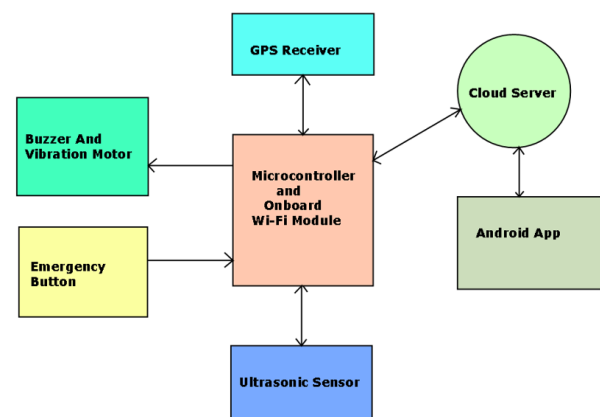 GPS Receiver
Cloud Server
Buzzer And
Vibration Motor
Microcontroller
and
Onboard
Wi-Fi Module
Android App
Emergency
Button
Ultrasonic Sensor